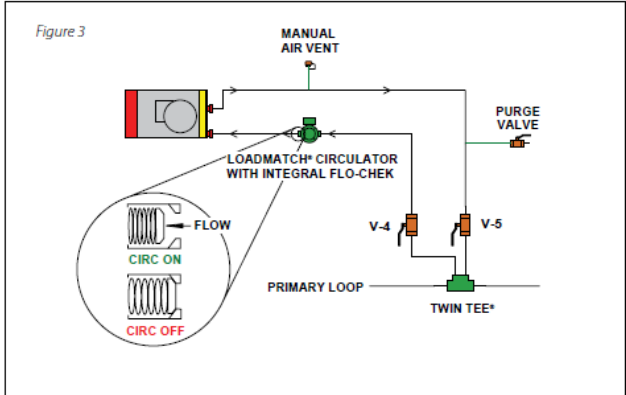 Figure 3
MANUAL
AIR VENT
PURGE
VALVE
LOADMATCH® CIRCULATOR
WITH INTEGRAL FLO-CHEK
FLOW
CIRC ON
CIRC OFF
V-4
V-5
PRIMARY LOOP
TWIN TEE®